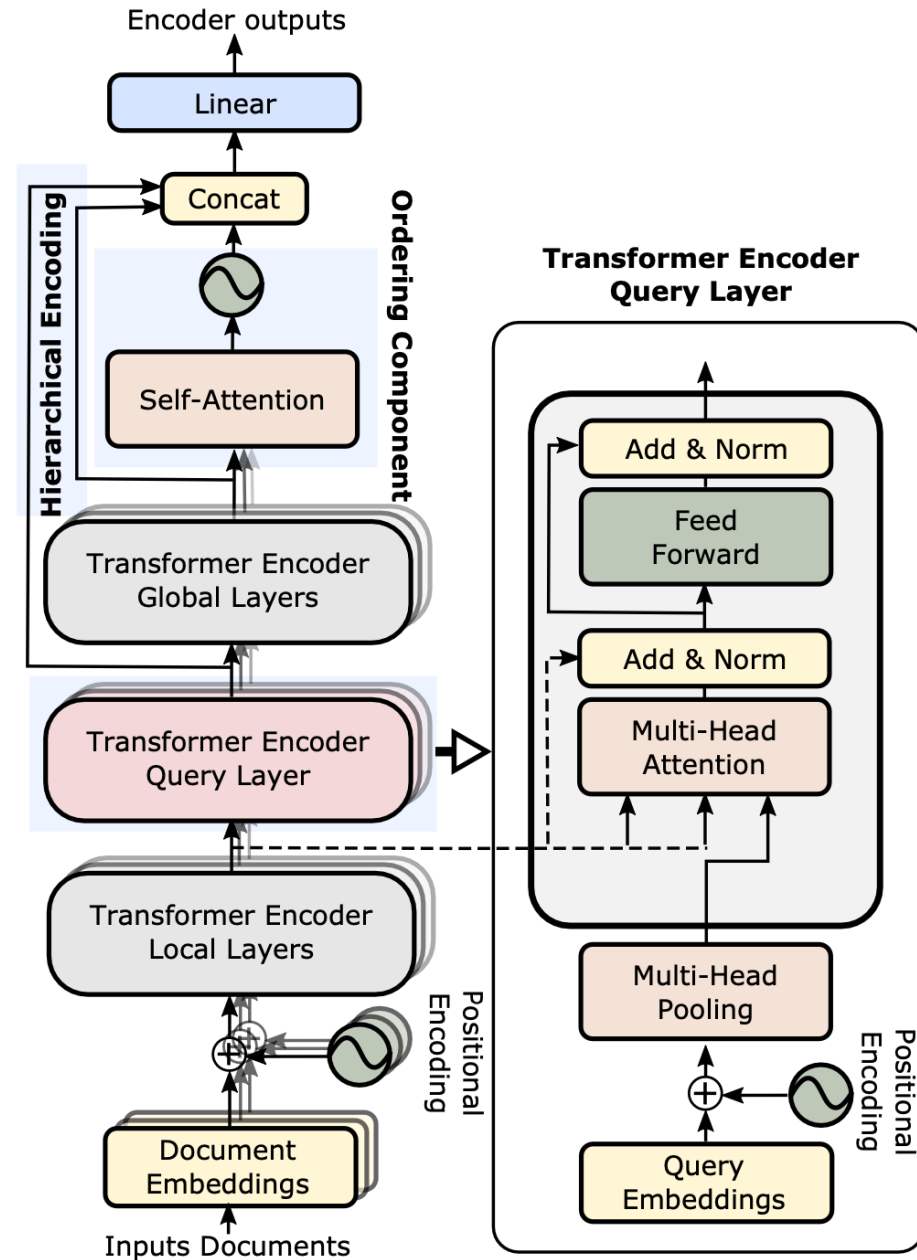 Encoder outputs
Linear
Concat
Hierarchical Encoding
Ordering Component
Self-Attention
Transformer Encoder
Global Layers
Transformer Encoder
Query Layer
Transformer Encoder
Local Layers
Positional
Encoding
Document
Embeddings
Inputs Documents
Transformer Encoder
Query Layer
Add & Norm
Feed
Forward
Add & Norm
Multi-Head
Attention
Multi-Head
Pooling
Positional
Encoding
Query
Embeddings